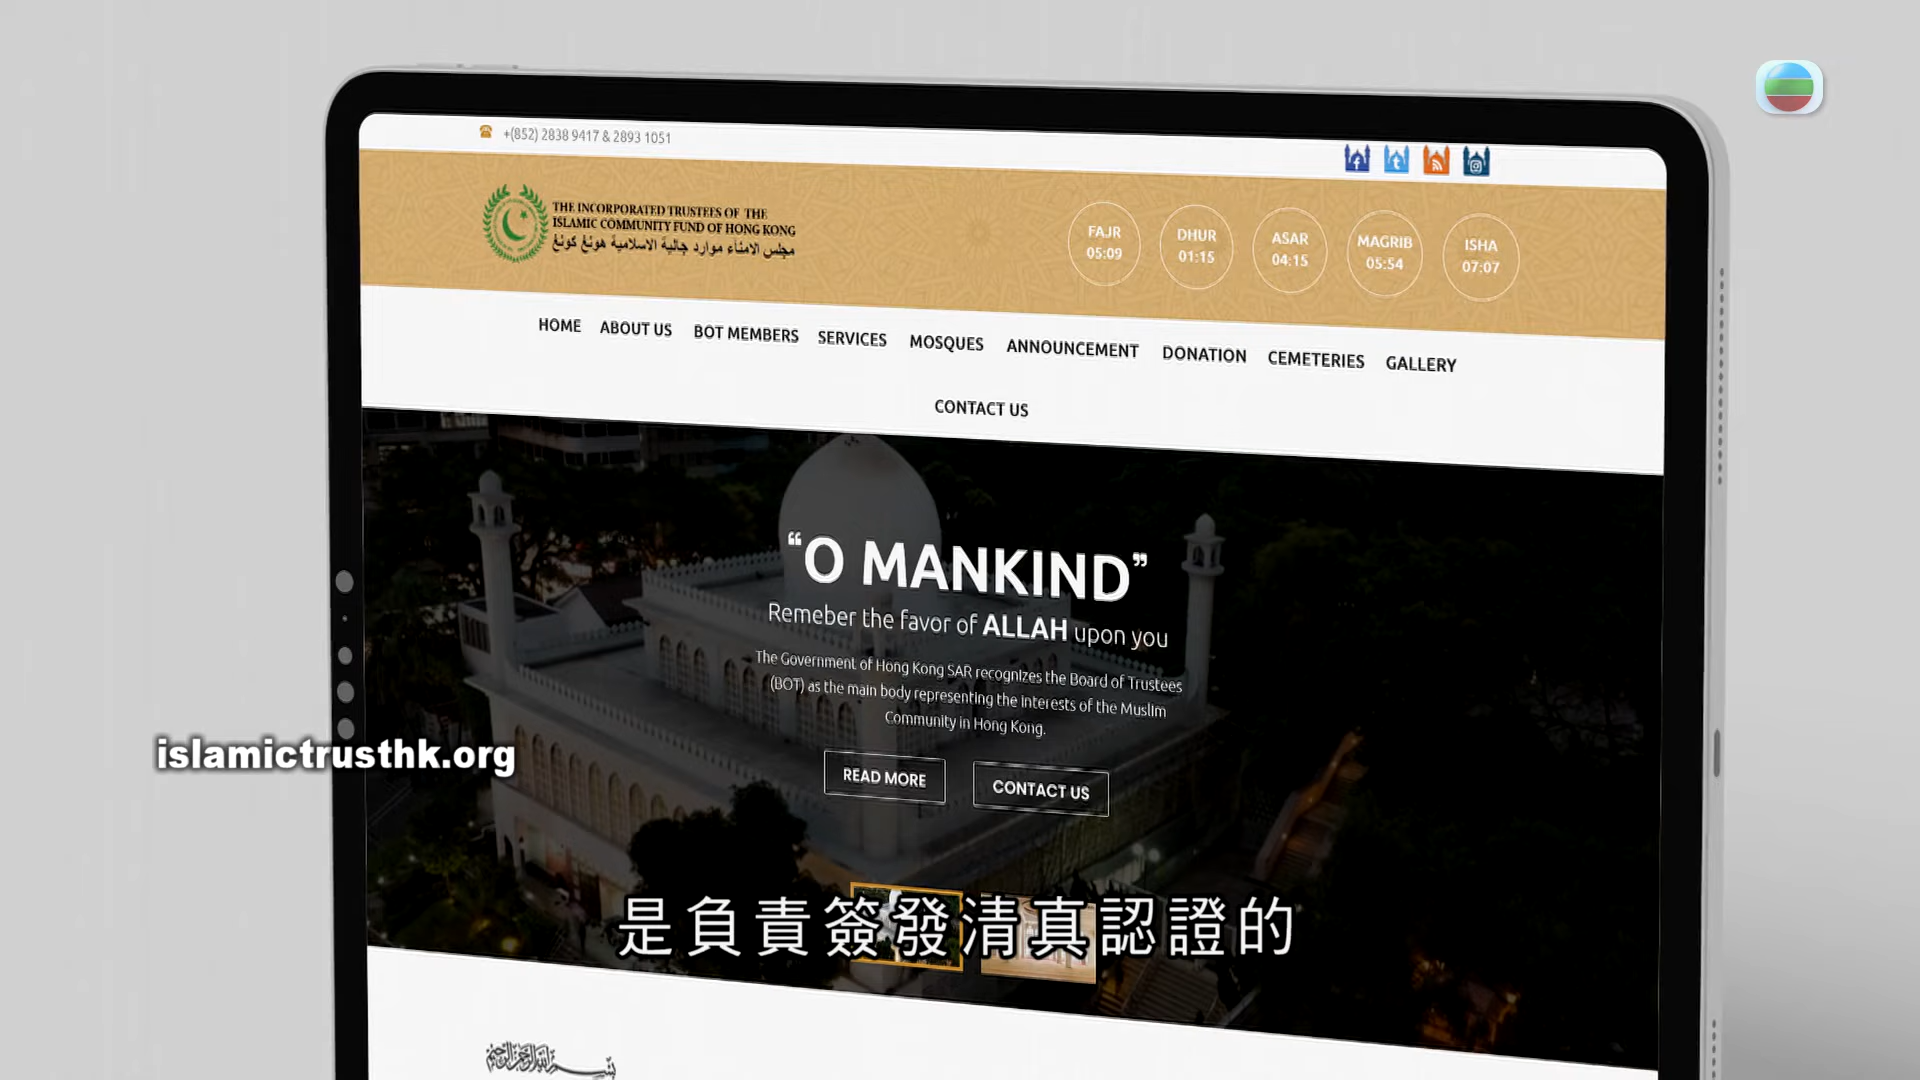 +(852) 2838 9417 & 2893 1051
THE INCORPORATED TRUSTEES OF THE
ISLAMIC COMMUNITY FUND OF HONG KONG
مجلس الامناء موارد جالية الاسلامية هونغ كونغ
FAJR
05:09
DHUR
01:15
ASAR
04:15
MAGRIB
05:54
ISHA
07:07
HOME ABOUT US BOT MEMBERS SERVICES MOSQUES ANNOUNCEMENT DONATION CEMETERIES GALLERY
CONTACT US
“O MANKIND”
Remeber the favor of ALLAH upon you
The Government of Hong Kong SAR recognizes the Board of Trustees
(BOT) as the main body representing the interests of the Muslim
Community in Hong Kong.
READ MORE CONTACT US
islamictrusthk.org
是負責簽發清真認證的
بسم الله الرحمن الرحيم